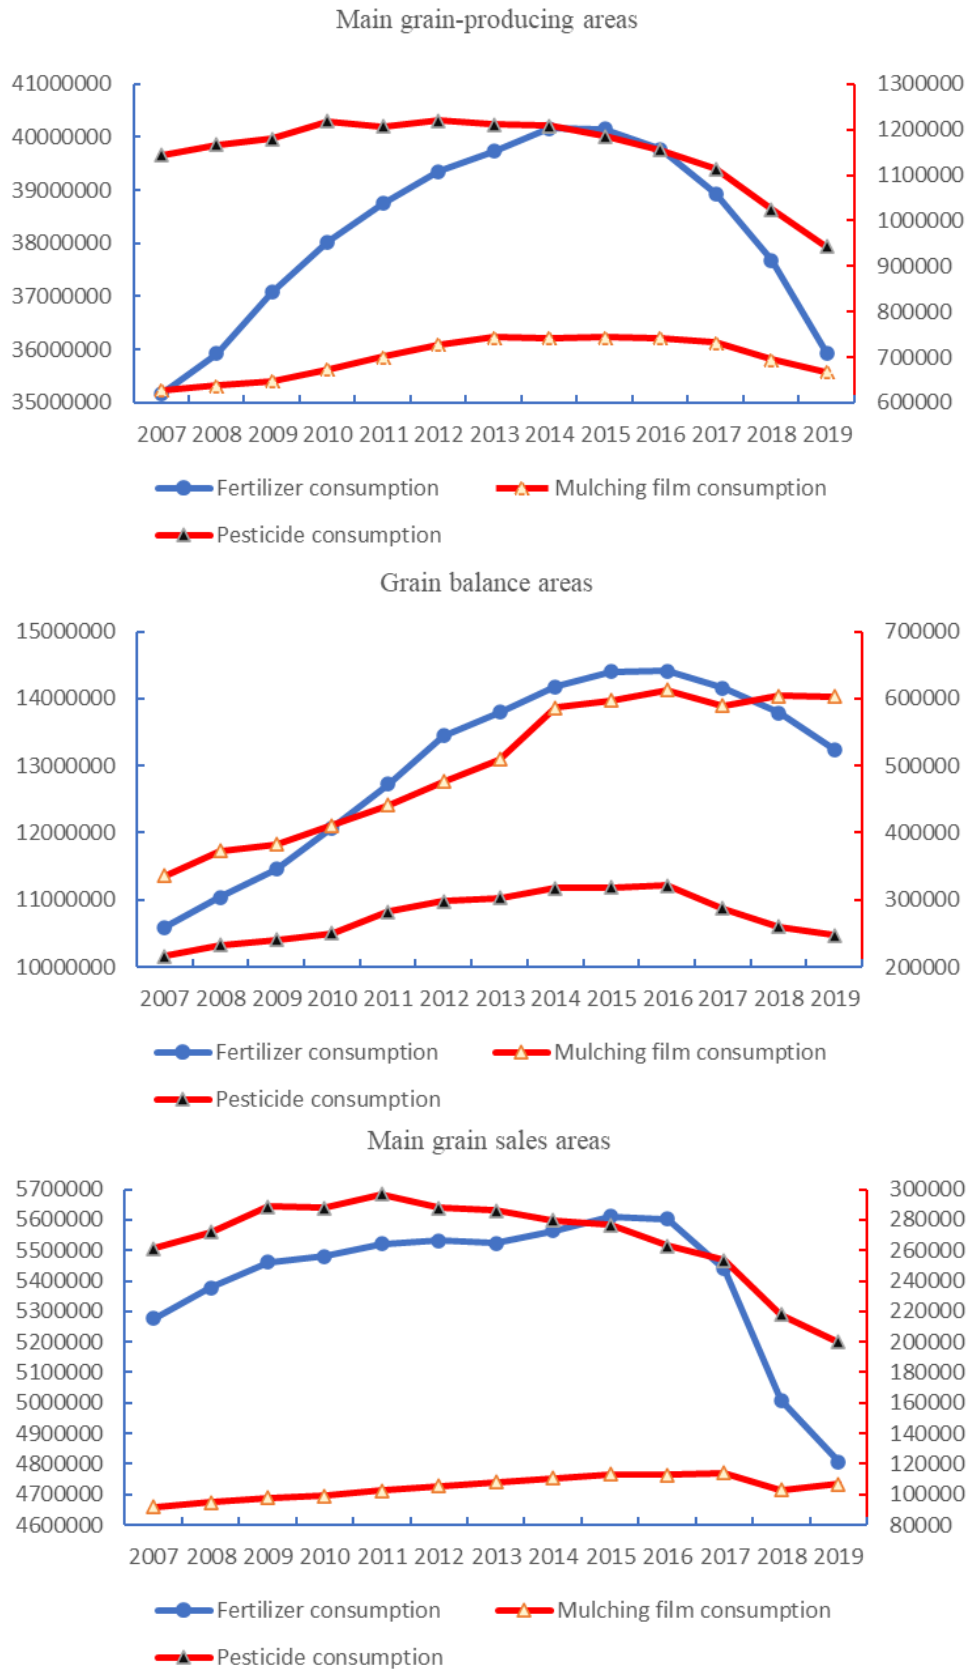 Main grain-producing areas
41000000 1300000
40000000 1200000
39000000 1100000
38000000 1000000
37000000 900000
36000000 800000
35000000 700000
600000
2007 2008 2009 2010 2011 2012 2013 2014 2015 2016 2017 2018 2019
Fertilizer consumption Mulching film consumption
Pesticide consumption
Grain balance areas
15000000 700000
14000000 600000
13000000 500000
12000000 400000
11000000 300000
10000000 200000
2007 2008 2009 2010 2011 2012 2013 2014 2015 2016 2017 2018 2019
Fertilizer consumption Mulching film consumption
Pesticide consumption
Main grain sales areas
5700000 300000
5600000 280000
5500000 260000
5400000 240000
5300000 220000
5200000 200000
5100000 180000
5000000 160000
4900000 140000
4800000 120000
4700000 100000
4600000 80000
2007 2008 2009 2010 2011 2012 2013 2014 2015 2016 2017 2018 2019
Fertilizer consumption Mulching film consumption
Pesticide consumption